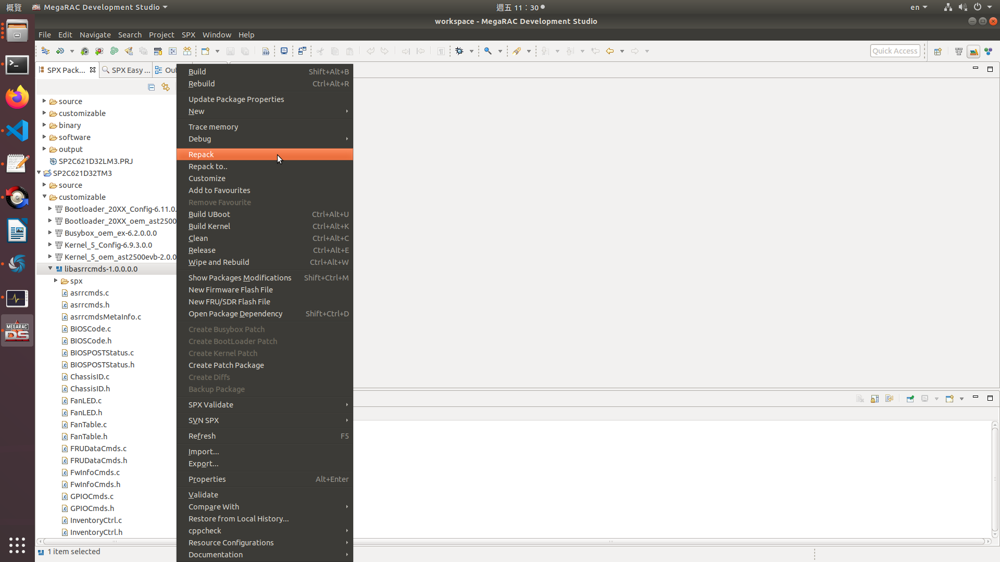 概覽
MegaRAC Development Studio
週五 11：30
en
workspace - MegaRAC Development Studio
File Edit Navigate Search Project SPX Window Help
Quick Access
SPX Pack...
SPX Easy ...
Out
source
customizable
binary
software
output
SP2C621D32LM3.PRJ
SP2C621D32TM3
source
customizable
Bootloader_20XX_Config-6.11.0.
Bootloader_20XX_oem_ast2500
Busybox_oem_ex-6.2.0.0.0
Kernel_5_Config-6.9.3.0.0
Kernel_5_oem_ast2500evb-2.0.0
libasrrcmds-1.0.0.0.0
spx
asrrcmds.c
asrrcmds.h
asrrcmdsMetaInfo.c
BIOSCode.c
BIOSCode.h
BIOSPOSTStatus.c
BIOSPOSTStatus.h
ChassisID.c
ChassisID.h
FanLED.c
FanLED.h
FanTable.c
FanTable.h
FRUDataCmds.c
FRUDataCmds.h
FwInfoCmds.c
FwInfoCmds.h
GPIOCmds.c
GPIOCmds.h
InventoryCtrl.c
InventoryCtrl.h
1 item selected
Build Shift+Alt+B
Rebuild Ctrl+Alt+R
Update Package Properties
New
Trace memory
Debug
Repack
Repack to..
Customize
Add to Favourites
Remove Favourite
Build UBoot Ctrl+Alt+U
Build Kernel Ctrl+Alt+K
Clean Ctrl+Alt+C
Release Ctrl+Alt+E
Wipe and Rebuild Ctrl+Alt+W
Show Packages Modifications Shift+Ctrl+M
New Firmware Flash File
New FRU/SDR Flash File
Open Package Dependency Shift+Ctrl+D
Create Busybox Patch
Create BootLoader Patch
Create Kernel Patch
Create Patch Package
Create Diffs
Backup Package
SPX Validate
SVN SPX
Refresh F5
Import...
Export...
Properties Alt+Enter
Validate
Compare With
Restore from Local History...
cppcheck
Resource Configurations
Documentation
MEGARAC
DS